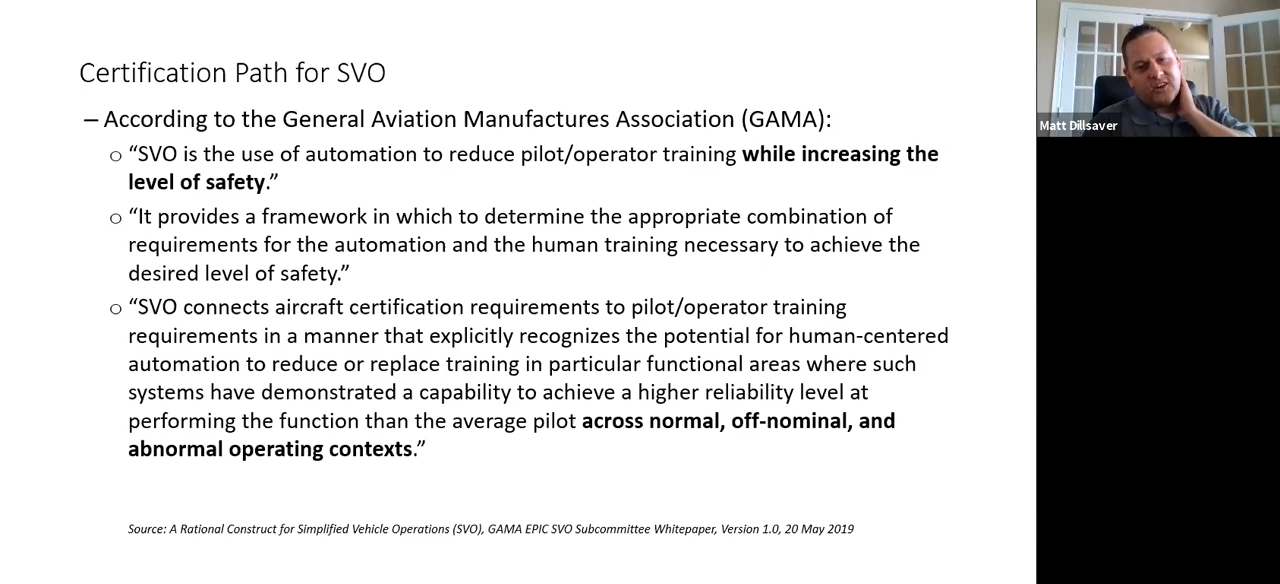 Certification Path for SVO
– According to the General Aviation Manufactures Association (GAMA):
o “SVO is the use of automation to reduce pilot/operator training while increasing the
level of safety.”
o “It provides a framework in which to determine the appropriate combination of
requirements for the automation and the human training necessary to achieve the
desired level of safety.”
o “SVO connects aircraft certification requirements to pilot/operator training
requirements in a manner that explicitly recognizes the potential for human-centered
automation to reduce or replace training in particular functional areas where such
systems have demonstrated a capability to achieve a higher reliability level at
performing the function than the average pilot across normal, off-nominal, and
abnormal operating contexts.”
Source: A Rational Construct for Simplified Vehicle Operations (SVO), GAMA EPIC SVO Subcommittee Whitepaper, Version 1.0, 20 May 2019
Matt Dillsaver